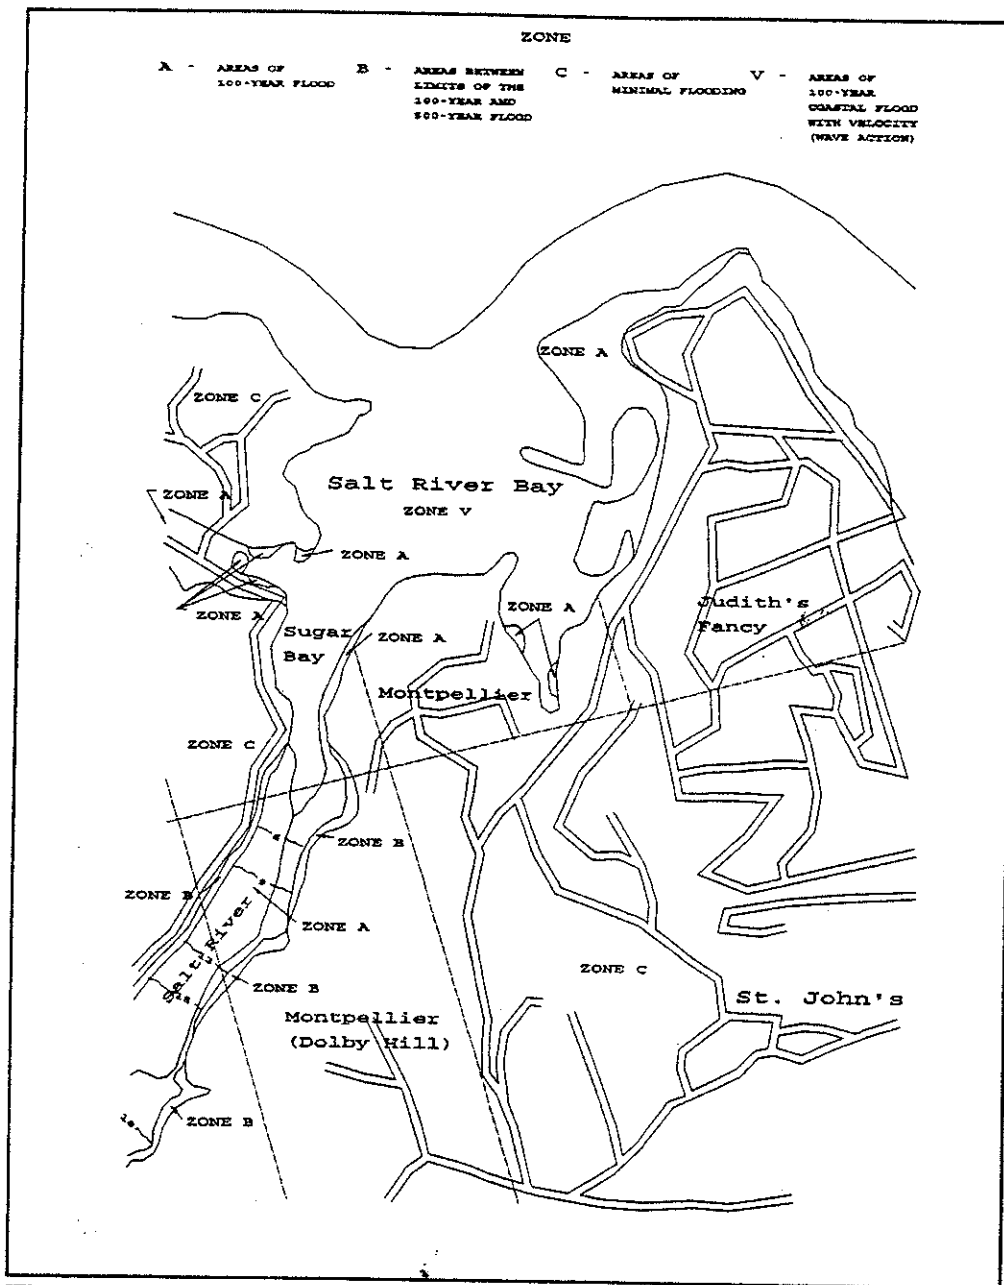 ZONE
A - AREAS OF
100-YEAR FLOOD
B - AREAS BETWEEN
LIMITS OF THE
100-YEAR AND
500-YEAR FLOOD
C - AREAS OF
MINIMAL FLOODING
V - AREAS OF
100-YEAR
COASTAL FLOOD
WITH VELOCITY
(WAVE ACTION)
ZONE A
ZONE C
Salt River Bay
ZONE A
ZONE V
ZONE A
ZONE A
ZONE A
Judith's
Fancy
Sugar
Bay
ZONE A
Montpellier
ZONE C
ZONE B
ZONE B
ZONE A
Salt River
ZONE C
ZONE B
St. John's
Montpellier
(Dolby Hill)
ZONE B